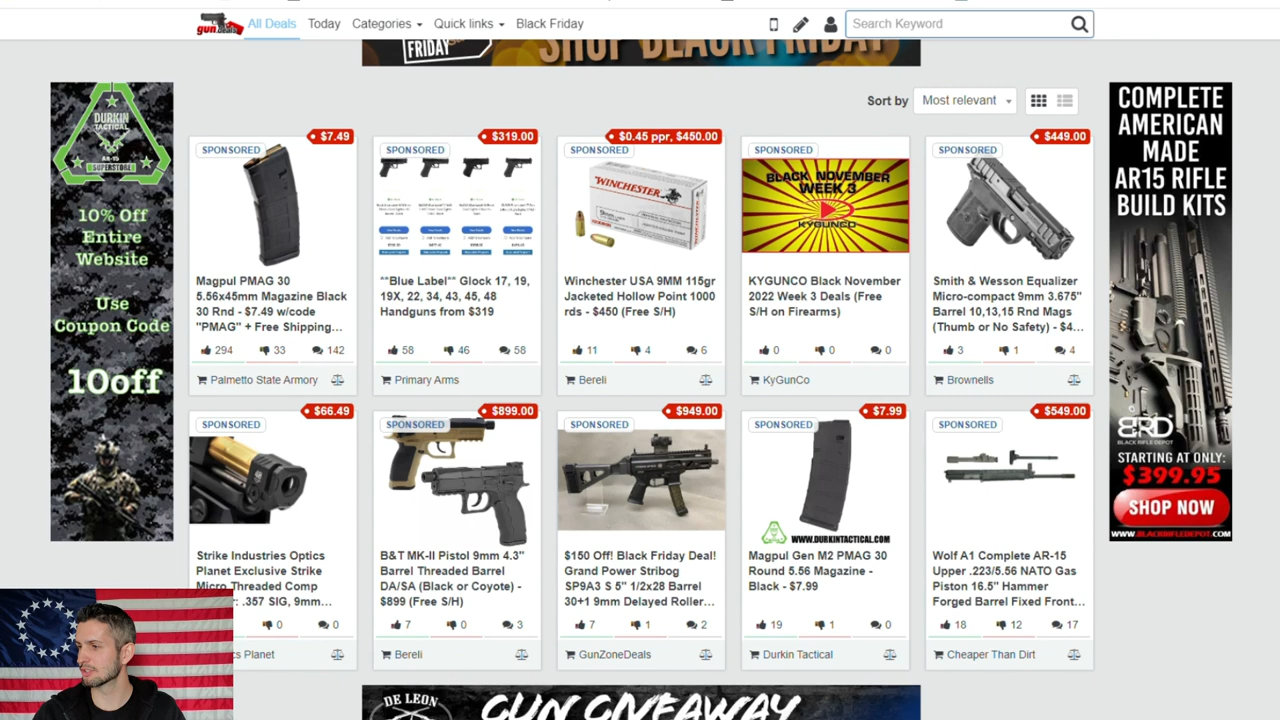 gun.deals
All Deals
Today
Categories
Quick links
Black Friday
Search Keyword
FRIDAY
SHOP BLACK FRIDAY
Sort by
Most relevant
DURKIN
TACTICAL
AR-15
SUPERSTORE
10% Off
Entire
Website
Use
Coupon Code
10off
COMPLETE
AMERICAN
MADE
AR15 RIFLE
BUILD KITS
BRD
BLACK RIFLE DEPOT
STARTING AT ONLY:
$399.95
SHOP NOW
WWW.BLACKRIFLEDEPOT.COM
$7.49
SPONSORED
Magpul PMAG 30
5.56x45mm Magazine Black
30 Rnd - $7.49 w/code
"PMAG" + Free Shipping...
294
33
142
Palmetto State Armory
$319.00
SPONSORED
**Blue Label** Glock 17, 19,
19X, 22, 34, 43, 45, 48
Handguns from $319
58
46
58
Primary Arms
$0.45 ppr, $450.00
SPONSORED
WINCHESTER
Winchester USA 9MM 115gr
Jacketed Hollow Point 1000
rds - $450 (Free S/H)
11
4
6
Bereli
SPONSORED
BLACK NOVEMBER
WEEK 3
KYGUNCO
KYGUNCO Black November
2022 Week 3 Deals (Free
S/H on Firearms)
0
0
0
KyGunCo
$449.00
SPONSORED
Smith & Wesson Equalizer
Micro-compact 9mm 3.675"
Barrel 10,13,15 Rnd Mags
(Thumb or No Safety) - $4...
3
1
4
Brownells
$66.49
SPONSORED
Strike Industries Optics
Planet Exclusive Strike
Micro Threaded Comp
.357 SIG, 9mm...
0
0
cs Planet
$899.00
SPONSORED
B&T MK-II Pistol 9mm 4.3"
Barrel Threaded Barrel
DA/SA (Black or Coyote) -
$899 (Free S/H)
7
0
3
Bereli
$949.00
SPONSORED
$150 Off! Black Friday Deal!
Grand Power Stribog
SP9A3 S 5" 1/2x28 Barrel
30+1 9mm Delayed Roller...
7
1
2
GunZoneDeals
$7.99
SPONSORED
WWW.DURKINTACTICAL.COM
Magpul Gen M2 PMAG 30
Round 5.56 Magazine -
Black - $7.99
19
1
0
Durkin Tactical
$549.00
SPONSORED
Wolf A1 Complete AR-15
Upper .223/5.56 NATO Gas
Piston 16.5" Hammer
Forged Barrel Fixed Front...
18
12
17
Cheaper Than Dirt
DE LEON
GUN GIVEAWAY